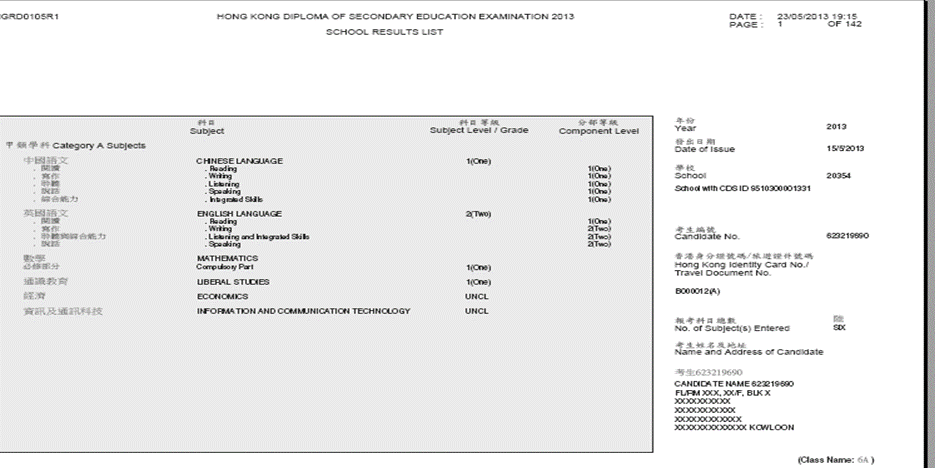 GRD0105R1
HONG KONG DIPLOMA OF SECONDARY EDUCATION EXAMINATION 2013
SCHOOL RESULTS LIST
DATE : 23/05/2013 19:15
PAGE : 1 OF 142
科目 科目等級 分部等級
Subject Subject Level / Grade Component Level
甲類學科 Category A Subjects
中國語文 CHINESE LANGUAGE 1(One)
. 閱讀 . Reading 1(One)
. 寫作 . Writing 1(One)
. 聆聽 . Listening 1(One)
. 說話 . Speaking 1(One)
. 綜合能力 . Integrated Skills 1(One)
英國語文 ENGLISH LANGUAGE 2(Two)
. 閱讀 . Reading 1(One)
. 寫作 . Writing 2(Two)
. 聆聽與綜合能力 . Listening and Integrated Skills 2(Two)
. 說話 . Speaking 2(Two)
數學 MATHEMATICS
必修部分 Compulsory Part 1(One)
通識教育 LIBERAL STUDIES 1(One)
經濟 ECONOMICS UNCL
資訊及通訊科技 INFORMATION AND COMMUNICATION TECHNOLOGY UNCL
年份
Year 2013
發出日期
Date of Issue 15/5/2013
學校
School 20354
School with CDS ID 9510300001331
考生編號
Candidate No. 623219690
香港身分證號碼/旅遊證件號碼
Hong Kong Identity Card No./
Travel Document No.
B000012(A)
報考科目總數 陸
No. of Subject(s) Entered SIX
考生姓名及地址
Name and Address of Candidate
考生623219690
CANDIDATE NAME 623219690
FL/RM XXX, XX/F, BLK X
XXXXXXXXXX
XXXXXXXXXXX
XXXXXXXXXXXX
XXXXXXXXXXXXX KOWLOON
(Class Name: 6A )